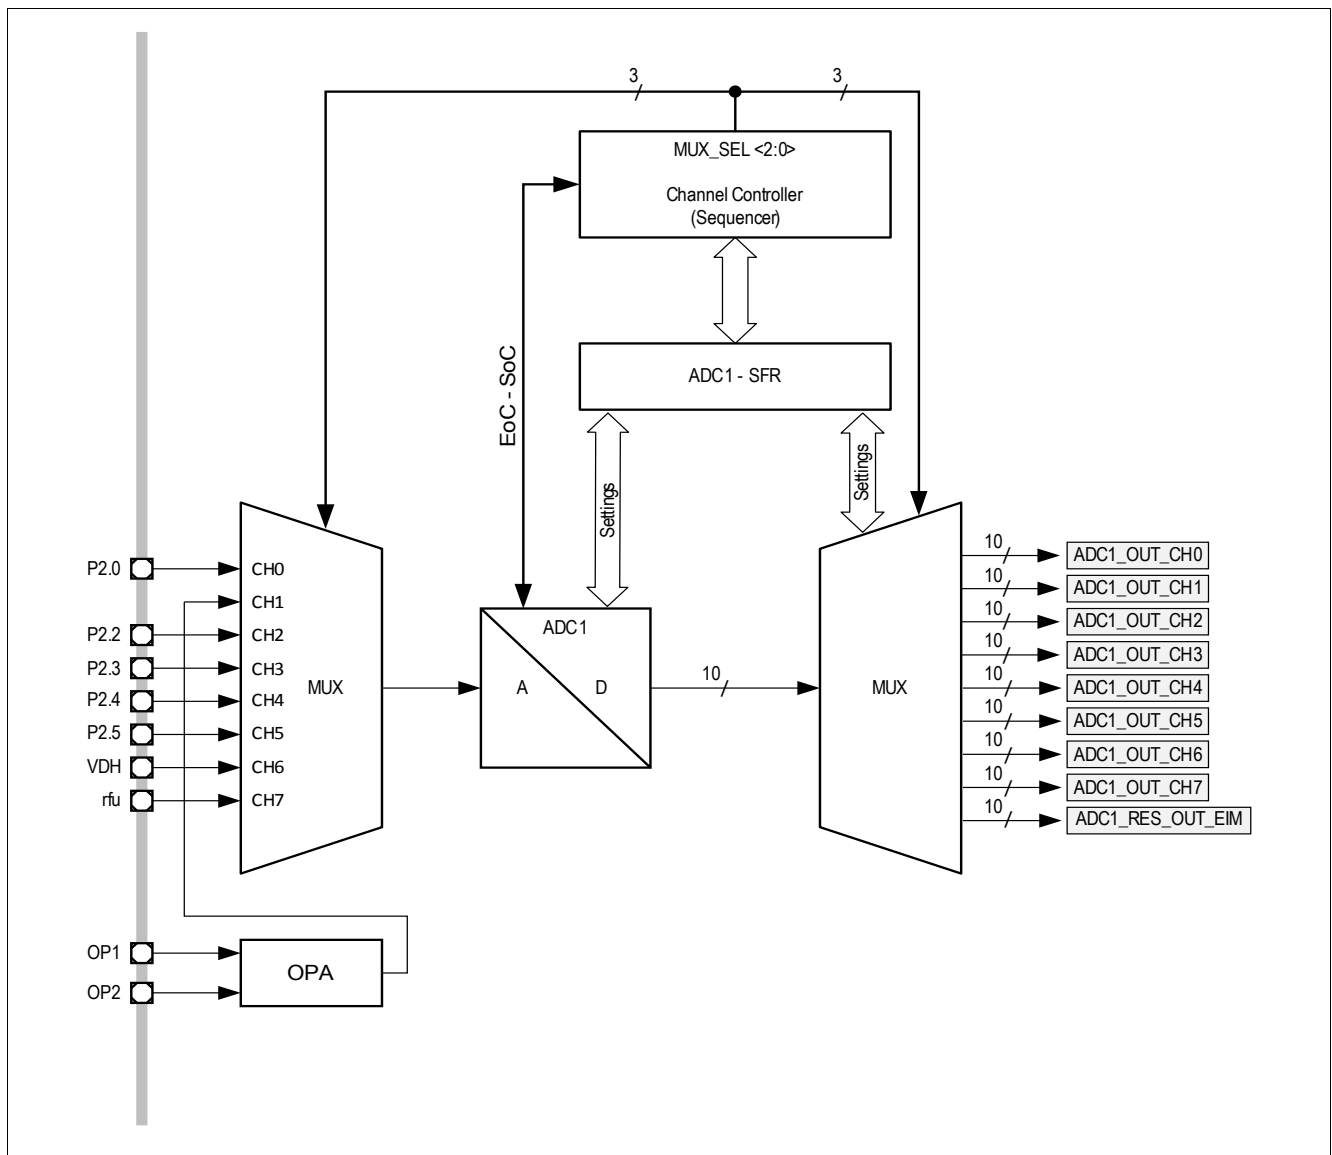 3
3
MUX_SEL <2:0>
Channel Controller
(Sequencer)
EoC - SoC
ADC1 - SFR
Settings
Settings
P2.0
CH0
CH1
P2.2
CH2
P2.3
CH3
P2.4
CH4
P2.5
CH5
VDH
CH6
rfu
CH7
MUX
ADC1
A
D
10
MUX
10
ADC1_OUT_CH0
10
ADC1_OUT_CH1
10
ADC1_OUT_CH2
10
ADC1_OUT_CH3
10
ADC1_OUT_CH4
10
ADC1_OUT_CH5
10
ADC1_OUT_CH6
10
ADC1_OUT_CH7
10
ADC1_RES_OUT_EIM
OP1
OP2
OPA